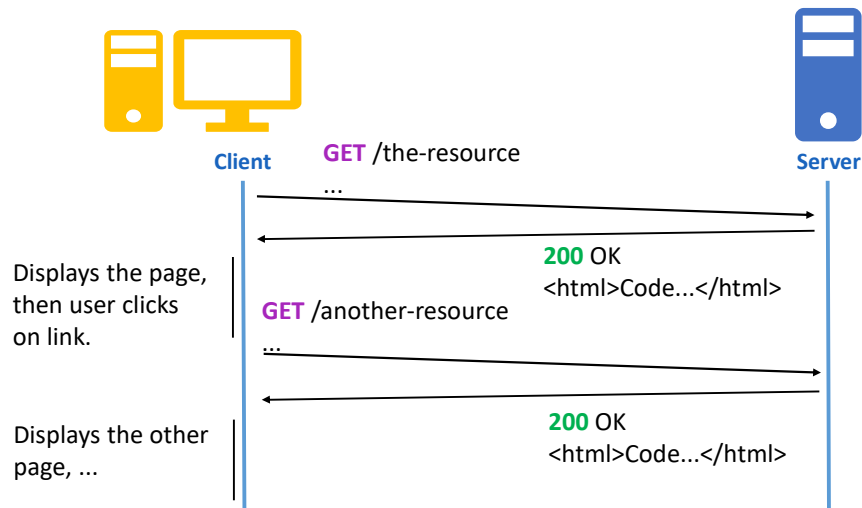 Client
Server
GET /the-resource
...
200 OK
<html>Code...</html>
Displays the page,
then user clicks
on link.
GET /another-resource
...
200 OK
<html>Code...</html>
Displays the other
page, ...